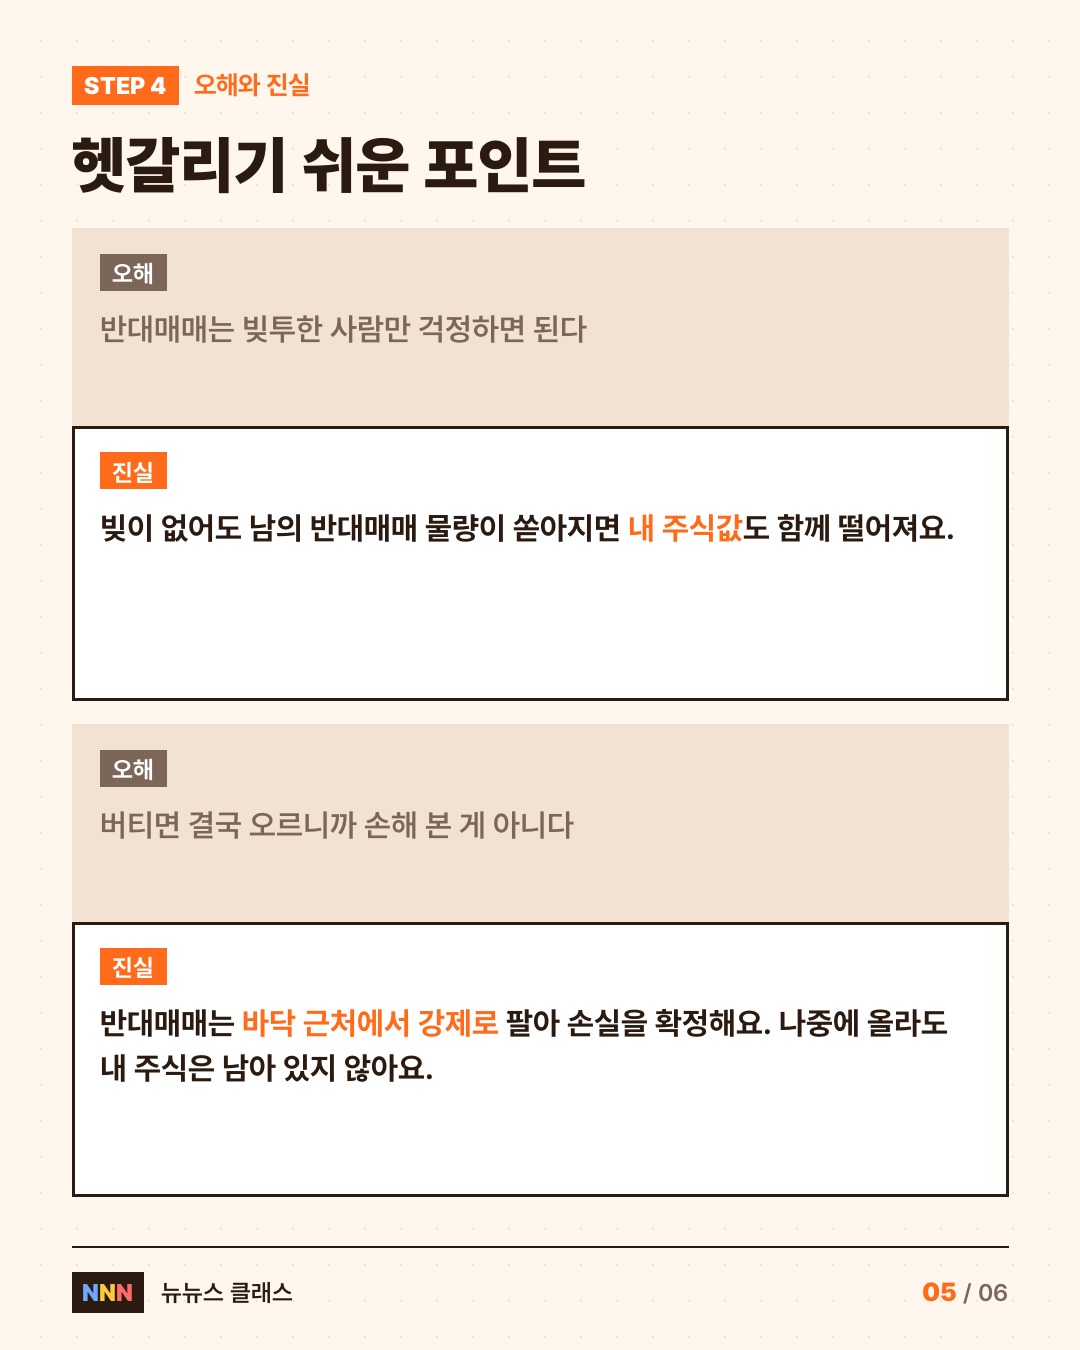 STEP 4 오해와 진실
헷갈리기 쉬운 포인트
오해
반대매매는 빚투한 사람만 걱정하면 된다
진실
빚이 없어도 남의 반대매매 물량이 쏟아지면 내 주식값도 함께 떨어져요.
오해
버티면 결국 오르니까 손해 본 게 아니다
진실
반대매매는 바닥 근처에서 강제로 팔아 손실을 확정해요. 나중에 올라도
내 주식은 남아 있지 않아요.
NNN 뉴뉴스 클래스
05 / 06